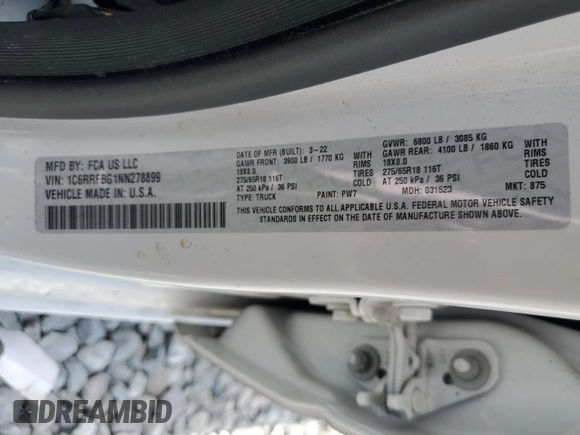 MFD BY: FCA US LLC
VIN: 1C6RRFBG1NN278899
VEHICLE MADE IN: U.S.A.
DATE OF MFR (BUILT): 3-22
GAWR FRONT: 3900 LB / 1770 KG
18X8.0
275/65R18 116T
AT 250 kPa / 36 PSI
TYPE: TRUCK
WITH
TIRES
RIMS
COLD
PAINT: PW7
GVWR: 6800 LB / 3085 KG
GAWR REAR: 4100 LB / 1860 KG
18X8.0
275/65R18 116T
AT 250 kPa / 36 PSI
MDH: 031523
WITH
TIRES
RIMS
COLD
MKT: 875
THIS VEHICLE CONFORMS TO ALL APPLICABLE U.S.A. FEDERAL MOTOR VEHICLE SAFETY
STANDARDS IN EFFECT ON THE DATE OF MANUFACTURE SHOWN ABOVE.
DREAMBID